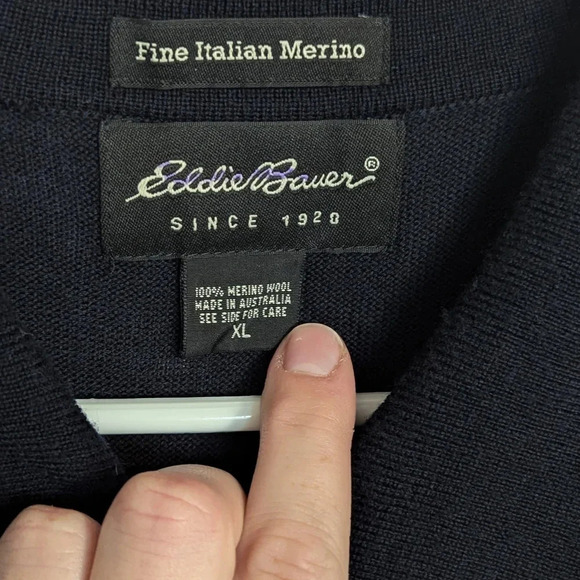 Fine Italian Merino
Eddie Bauer®
SINCE 1920
100% MERINO WOOL
MADE IN AUSTRALIA
SEE SIDE FOR CARE
XL